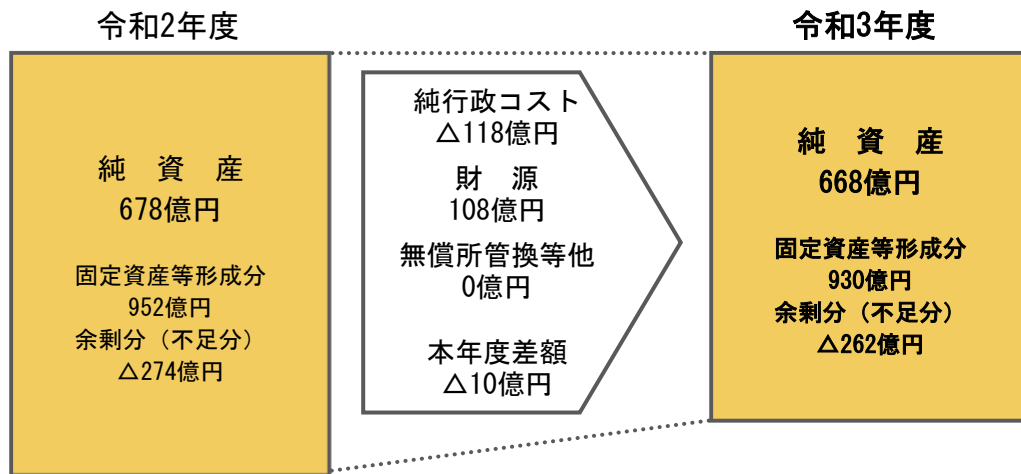 令和2年度
純 資 産
678億円
固定資産等形成分
952億円
余剰分（不足分）
△274億円
純行政コスト
△118億円
財 源
108億円
無償所管換等他
0億円
本年度差額
△10億円
令和3年度
純 資 産
668億円
固定資産等形成分
930億円
余剰分（不足分）
△262億円